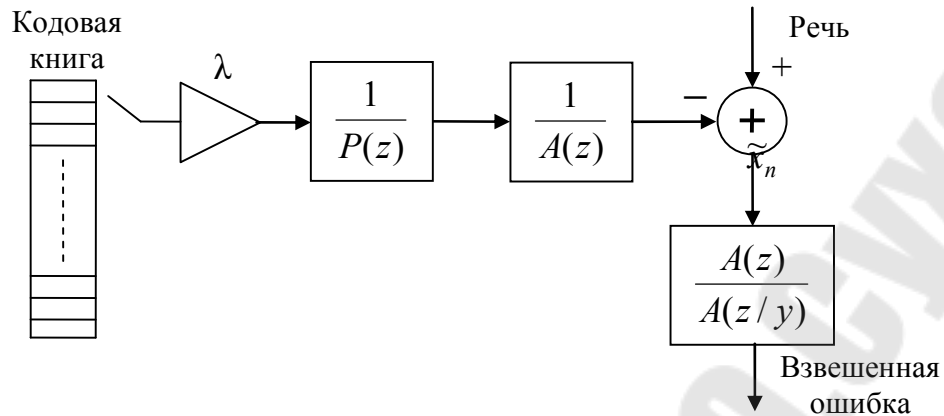 Кодовая
книга
λ
1
P(z)
1
A(z)
Речь
+
−
+
x̃ₙ
A(z)
A(z / y)
Взвешенная
ошибка